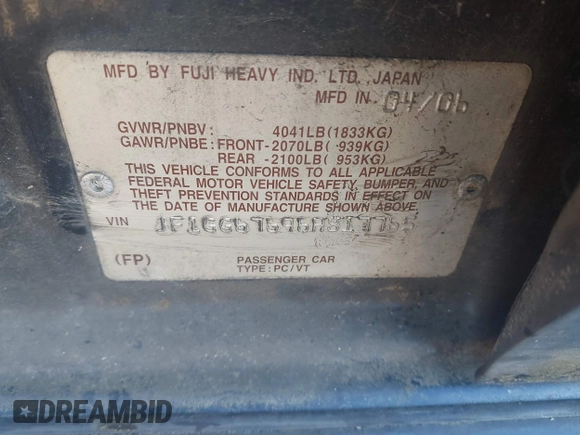 MFD BY FUJI HEAVY IND. LTD. JAPAN
MFD IN 04/06
GVWR/PNBV: 4041LB(1833KG)
GAWR/PNBE: FRONT-2070LB( 939KG)
REAR -2100LB( 953KG)
THIS VEHICLE CONFORMS TO ALL APPLICABLE
FEDERAL MOTOR VEHICLE SAFETY, BUMPER, AND
THEFT PREVENTION STANDARDS IN EFFECT ON
THE DATE OF MANUFACTURE SHOWN ABOVE.
VIN
(FP)
PASSENGER CAR
TYPE: PC/VT
DREAMBID